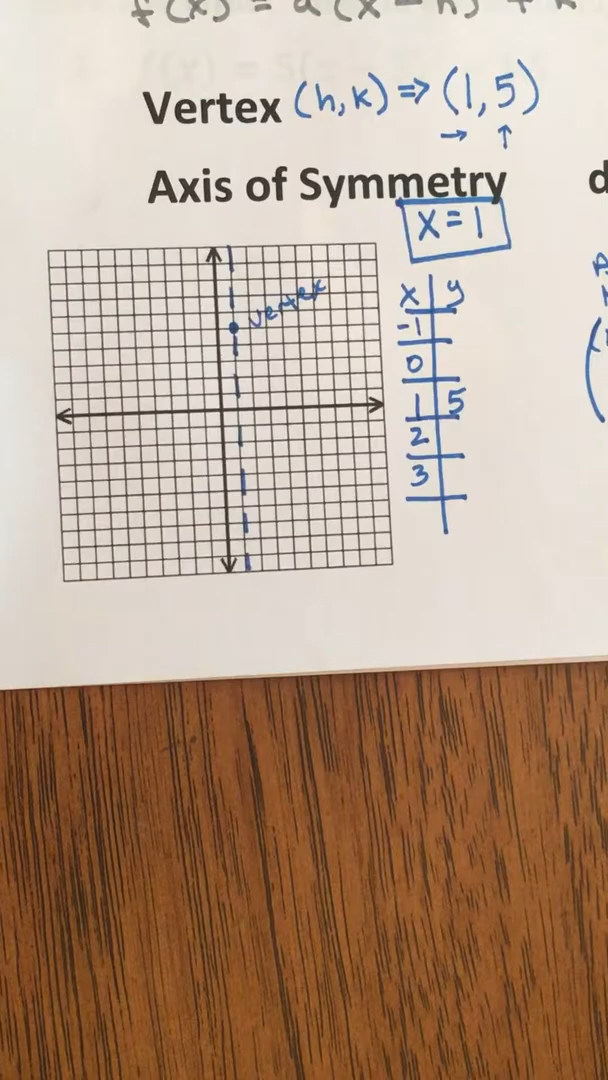 f(x) = a(x - h) + k
Vertex (h,k) ⇒ (1,5)
→ ↑
Axis of Symmetry d
x=1
vertex
x y
-1
0
1 5
2
3